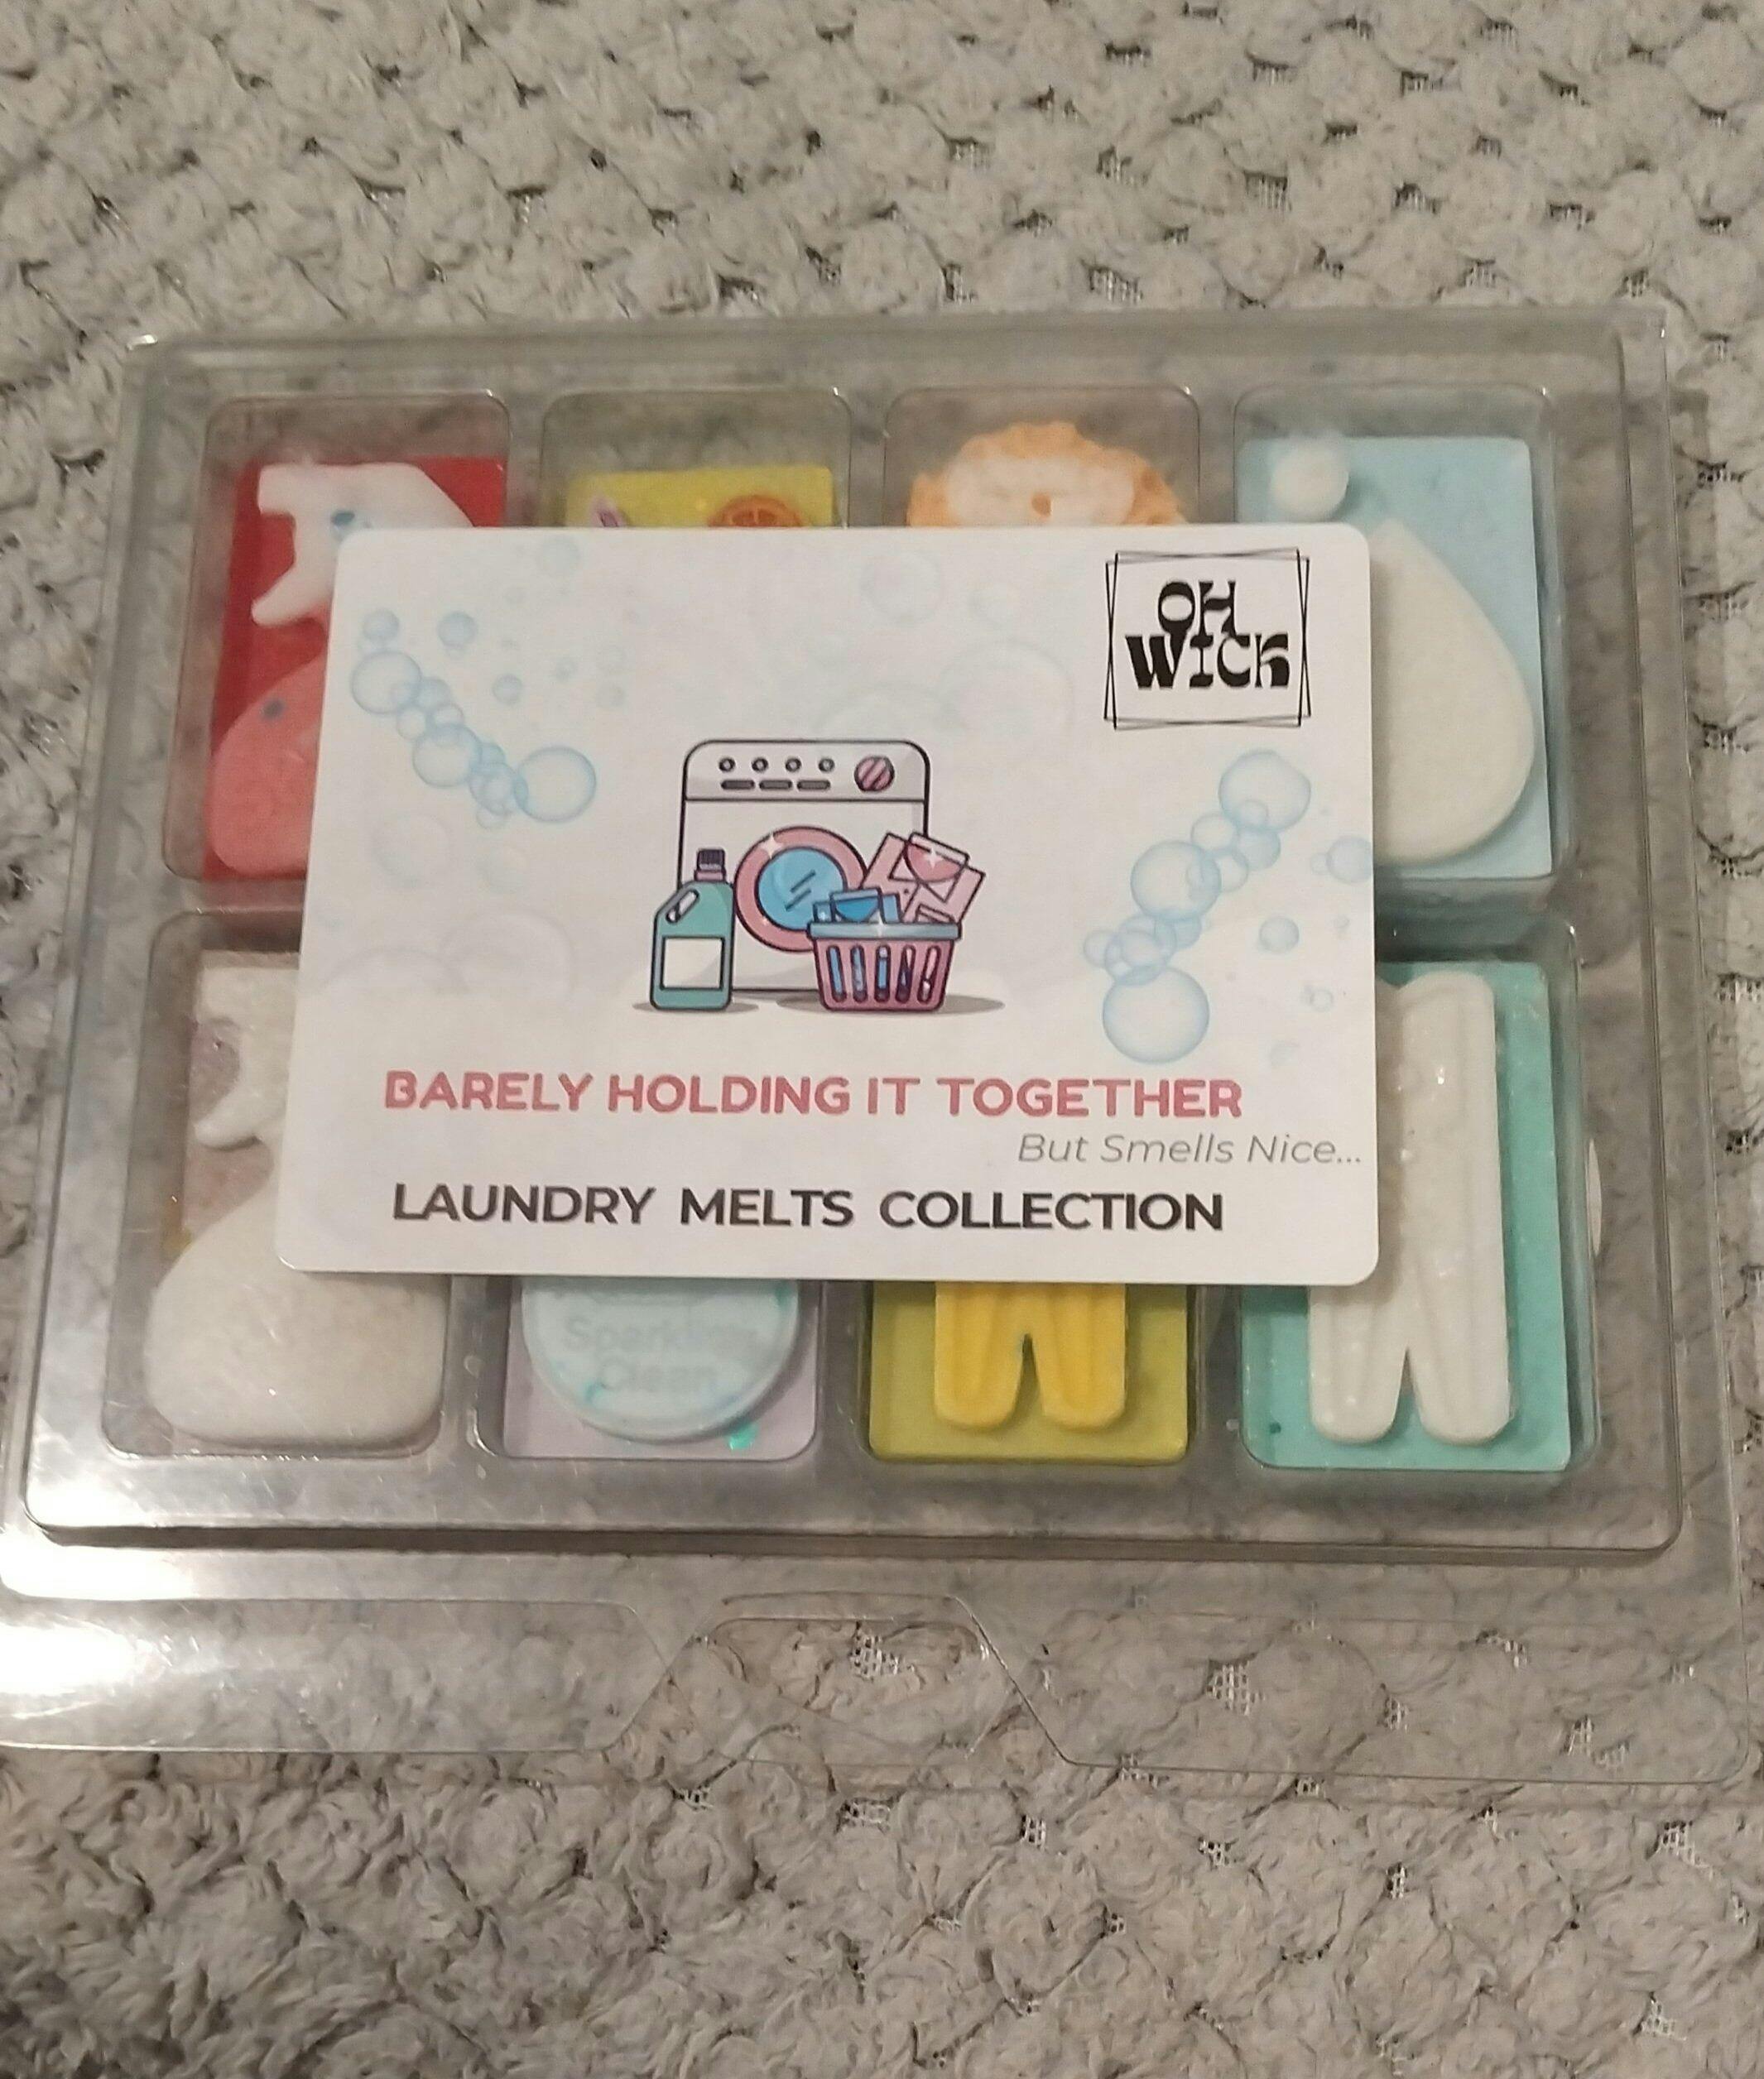 OH
WICK
BARELY HOLDING IT TOGETHER
But Smells Nice...
LAUNDRY MELTS COLLECTION
Sparkling
Clean